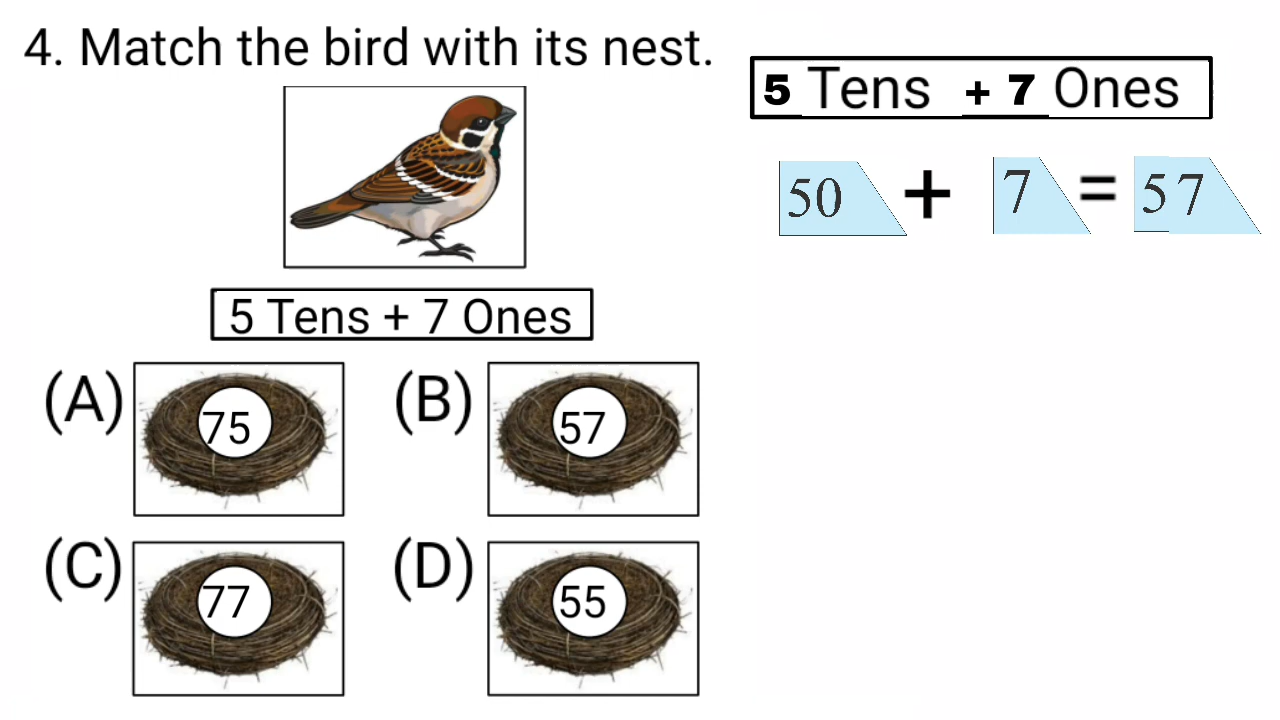 4. Match the bird with its nest.
5 Tens + 7 Ones
(A) 75 (B) 57
(C) 77 (D) 55
5 Tens + 7 Ones
50 + 7 = 57